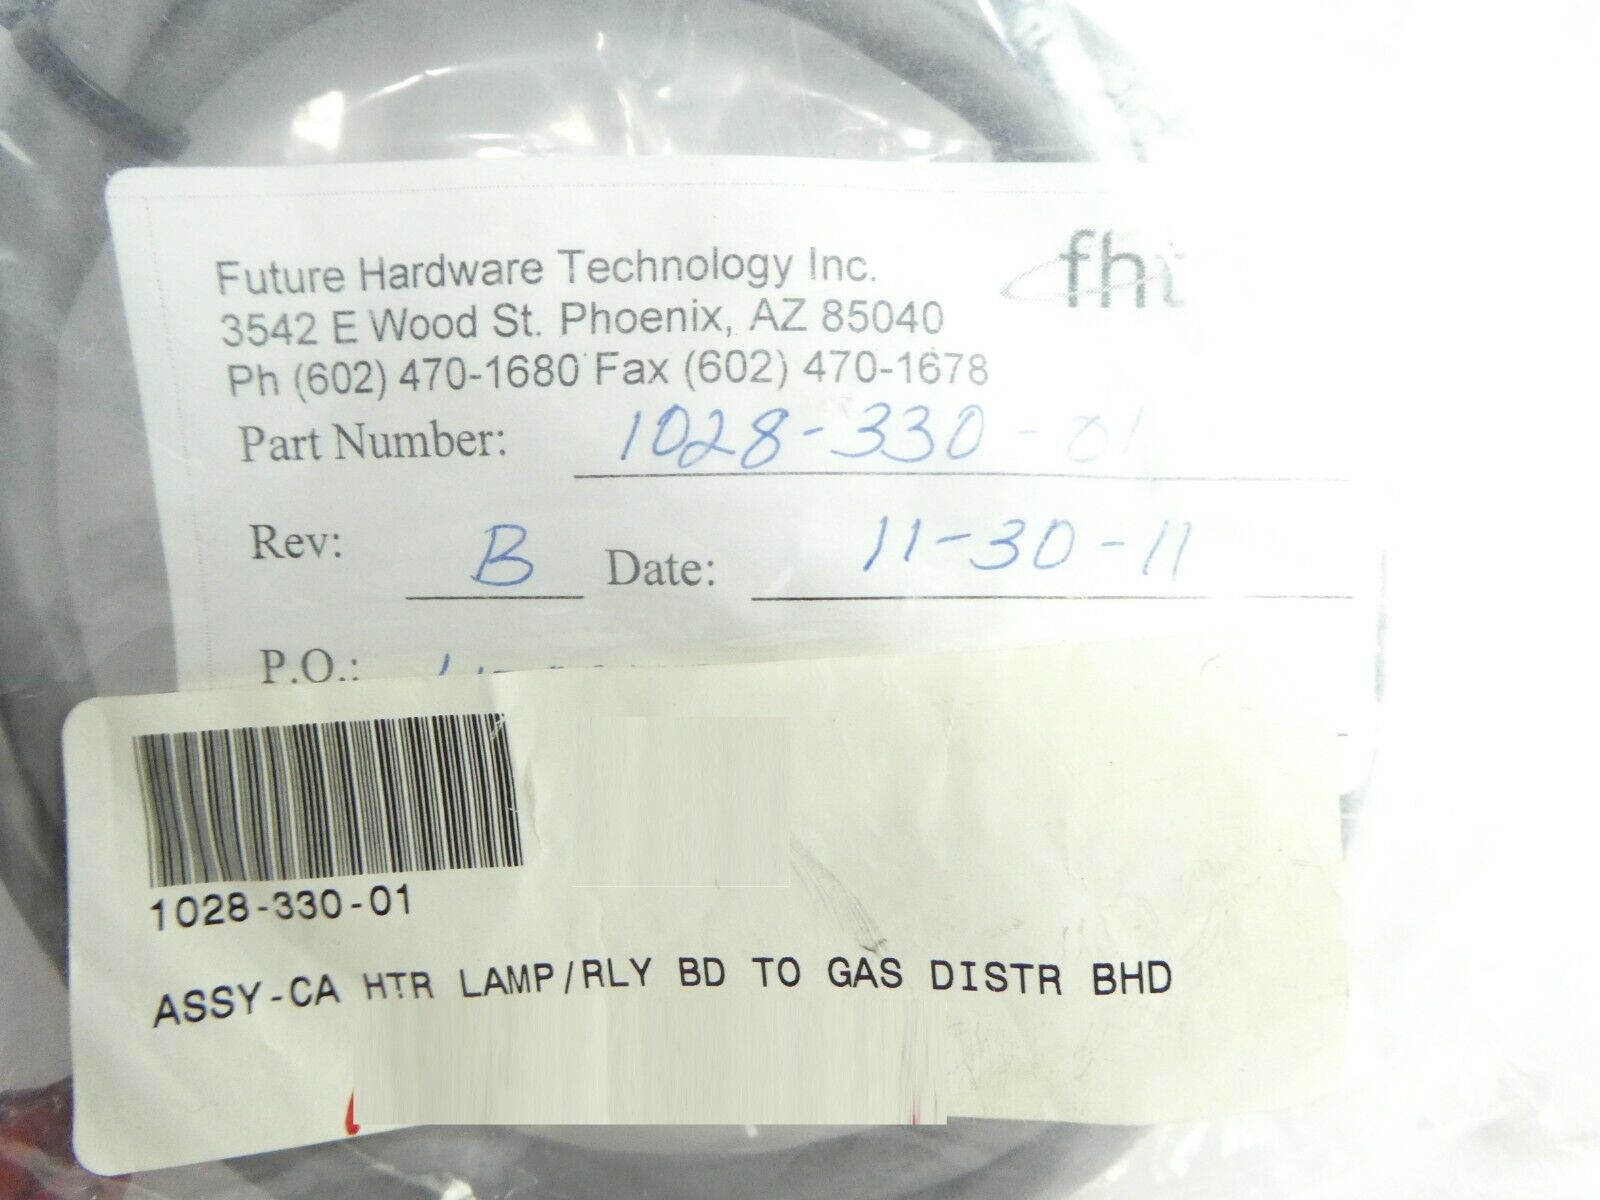 Future Hardware Technology Inc.
fht
3542 E Wood St. Phoenix, AZ 85040
Ph (602) 470-1680 Fax (602) 470-1678
Part Number: 1028-330-01
Rev: B Date: 11-30-11
P.O.:
1028-330-01
ASSY-CA HTR LAMP/RLY BD TO GAS DISTR BHD